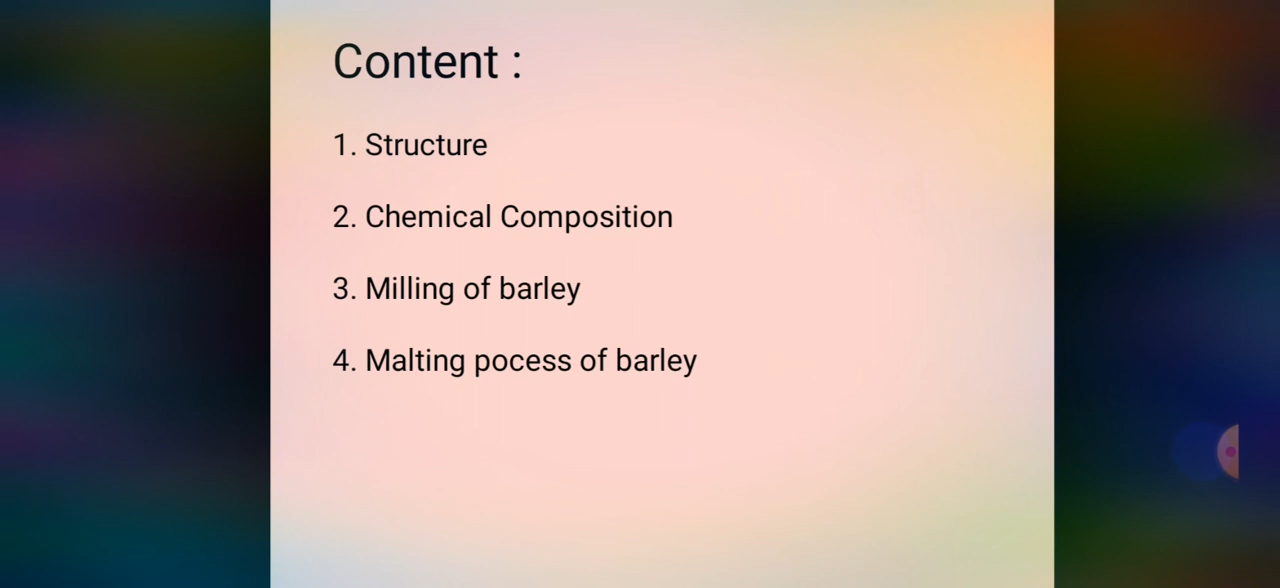 Content :
1. Structure
2. Chemical Composition
3. Milling of barley
4. Malting pocess of barley